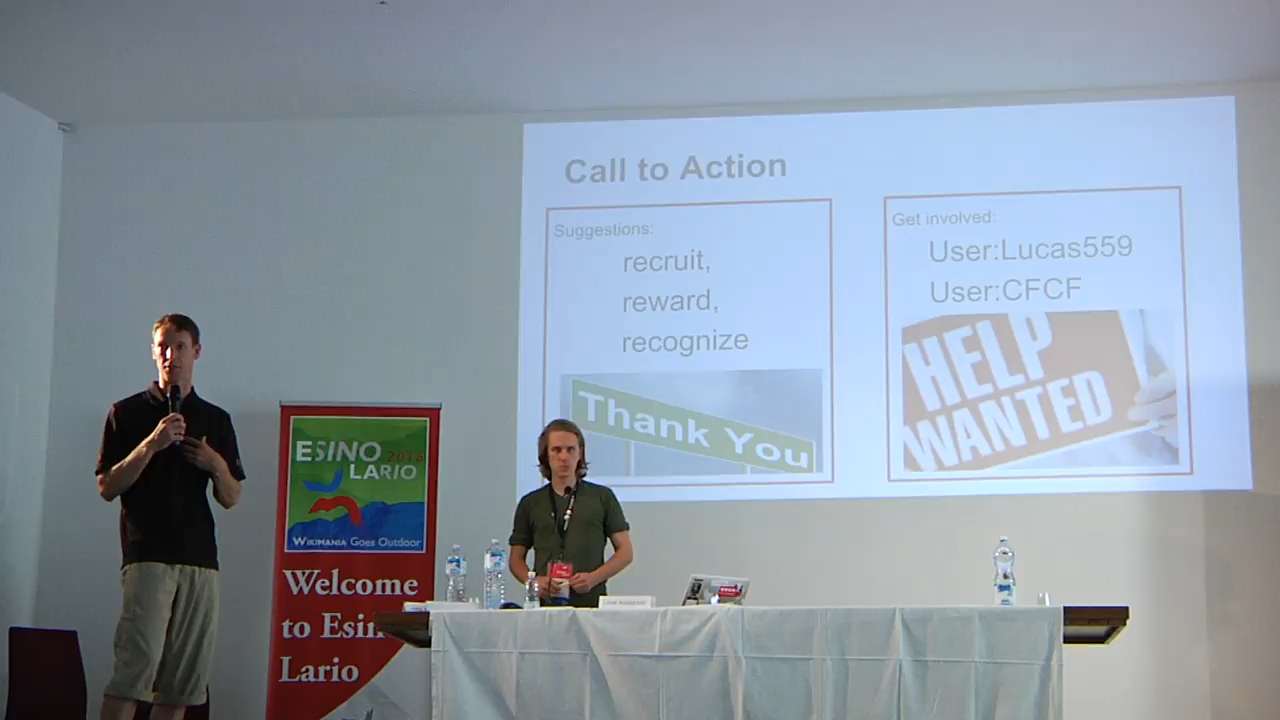 Call to Action
Suggestions:
recruit,
reward,
recognize
Thank You
Get involved:
User:Lucas559
User:CFCF
HELP
WANTED
ESINO
2016
LARIO
WIKIMANIA Goes Outdoor
Welcome
to Esin
Lario